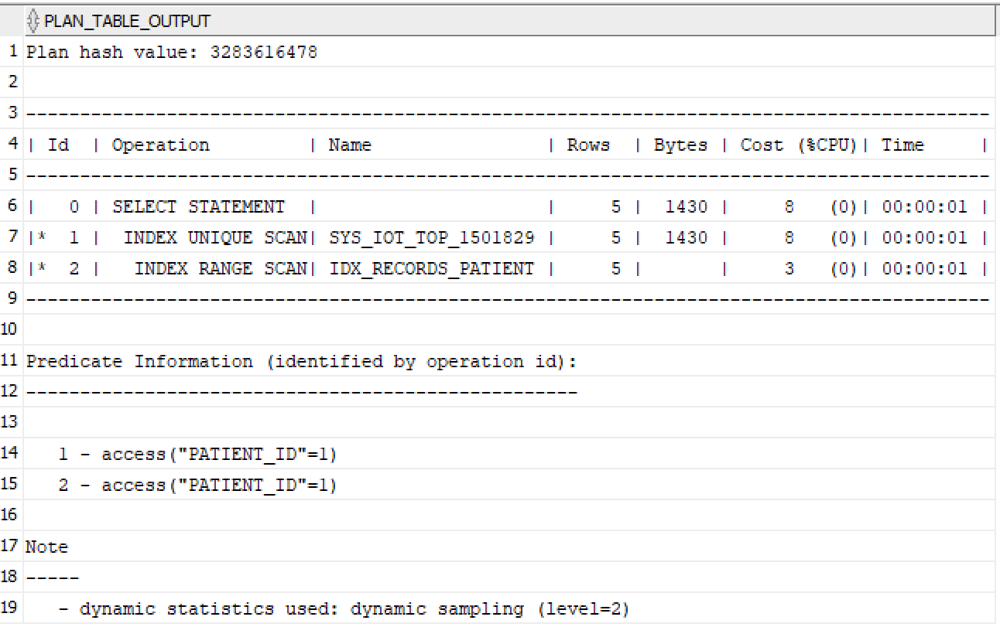 PLAN_TABLE_OUTPUT
1 Plan hash value: 3283616478
2
3 -----------------------------------------------------------------------------------------
4 | Id  | Operation         | Name                | Rows  | Bytes | Cost (%CPU)| Time     |
5 -----------------------------------------------------------------------------------------
6 |   0 | SELECT STATEMENT  |                     |     5 |  1430 |     8   (0)| 00:00:01 |
7 |*  1 |  INDEX UNIQUE SCAN| SYS_IOT_TOP_1501829 |     5 |  1430 |     8   (0)| 00:00:01 |
8 |*  2 |   INDEX RANGE SCAN| IDX_RECORDS_PATIENT |     5 |       |     3   (0)| 00:00:01 |
9 -----------------------------------------------------------------------------------------
10
11 Predicate Information (identified by operation id):
12 ---------------------------------------------------
13
14    1 - access("PATIENT_ID"=1)
15    2 - access("PATIENT_ID"=1)
16
17 Note
18 -----
19    - dynamic statistics used: dynamic sampling (level=2)